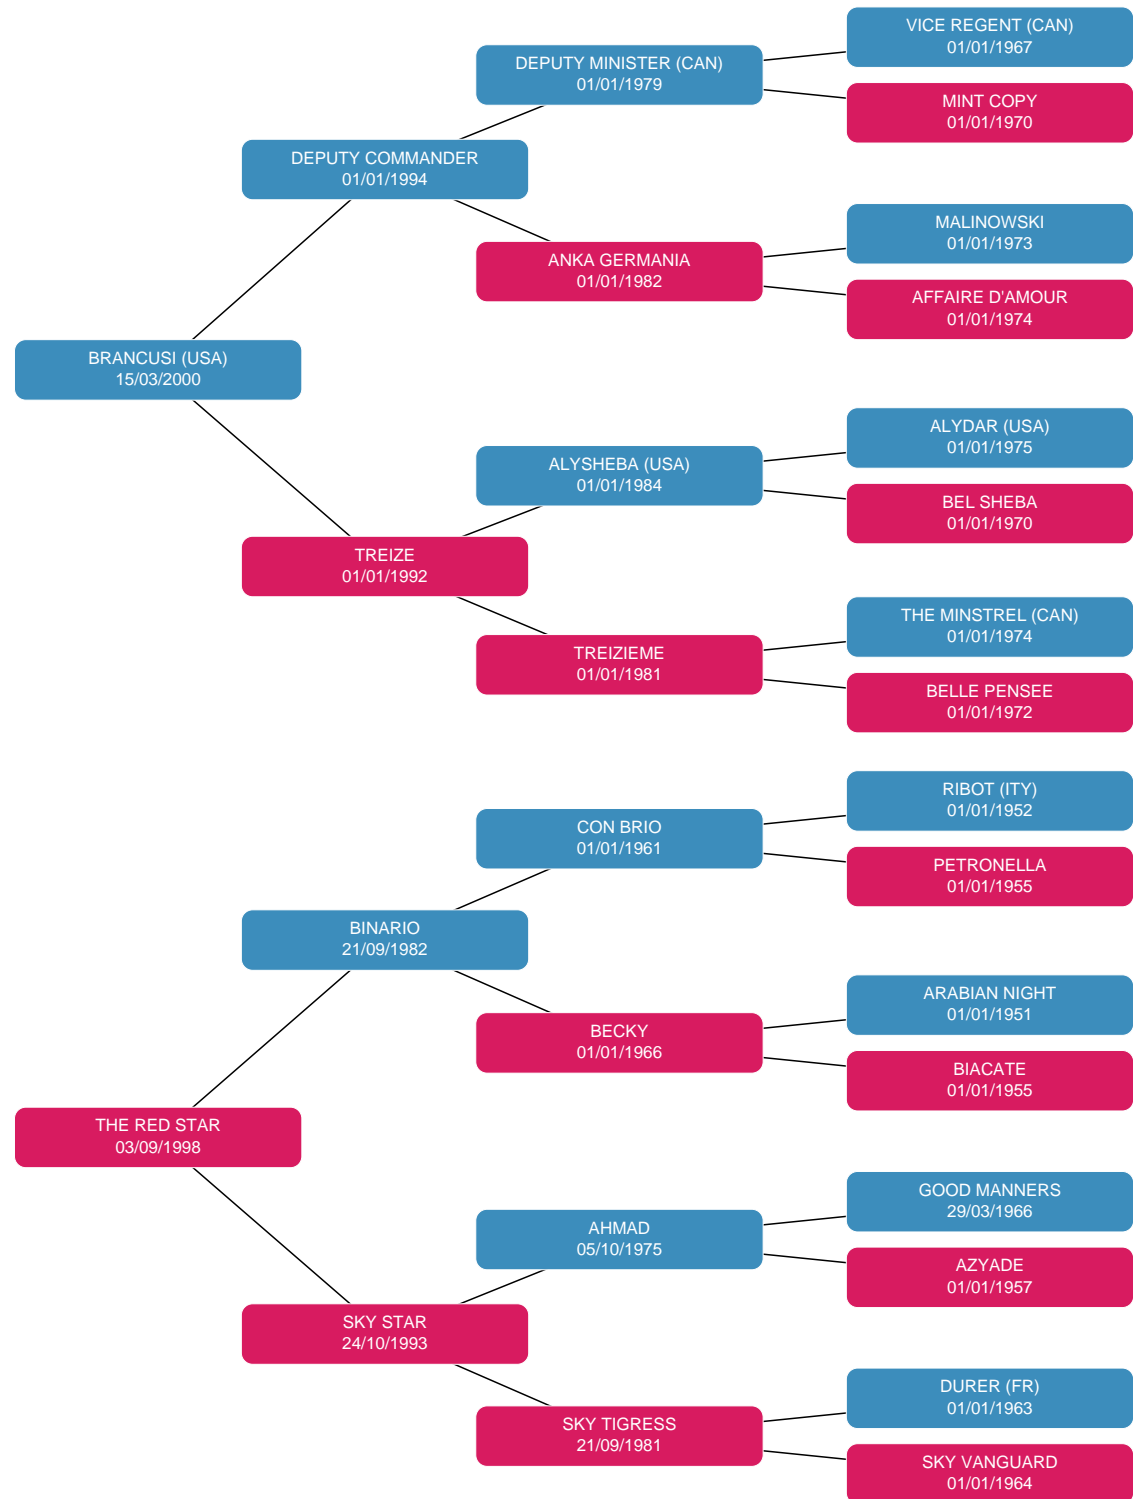 VICE REGENT (CAN)
01/01/1967
DEPUTY MINISTER (CAN)
01/01/1979
MINT COPY
01/01/1970
DEPUTY COMMANDER
01/01/1994
MALINOWSKI
01/01/1973
ANKA GERMANIA
01/01/1982
AFFAIRE D'AMOUR
01/01/1974
BRANCUSI (USA)
15/03/2000
ALYDAR (USA)
01/01/1975
ALYSHEBA (USA)
01/01/1984
BEL SHEBA
01/01/1970
TREIZE
01/01/1992
THE MINSTREL (CAN)
01/01/1974
TREIZIEME
01/01/1981
BELLE PENSEE
01/01/1972
RIBOT (ITY)
01/01/1952
CON BRIO
01/01/1961
PETRONELLA
01/01/1955
BINARIO
21/09/1982
ARABIAN NIGHT
01/01/1951
BECKY
01/01/1966
BIACATE
01/01/1955
THE RED STAR
03/09/1998
GOOD MANNERS
29/03/1966
AHMAD
05/10/1975
AZYADE
01/01/1957
SKY STAR
24/10/1993
DURER (FR)
01/01/1963
SKY TIGRESS
21/09/1981
SKY VANGUARD
01/01/1964